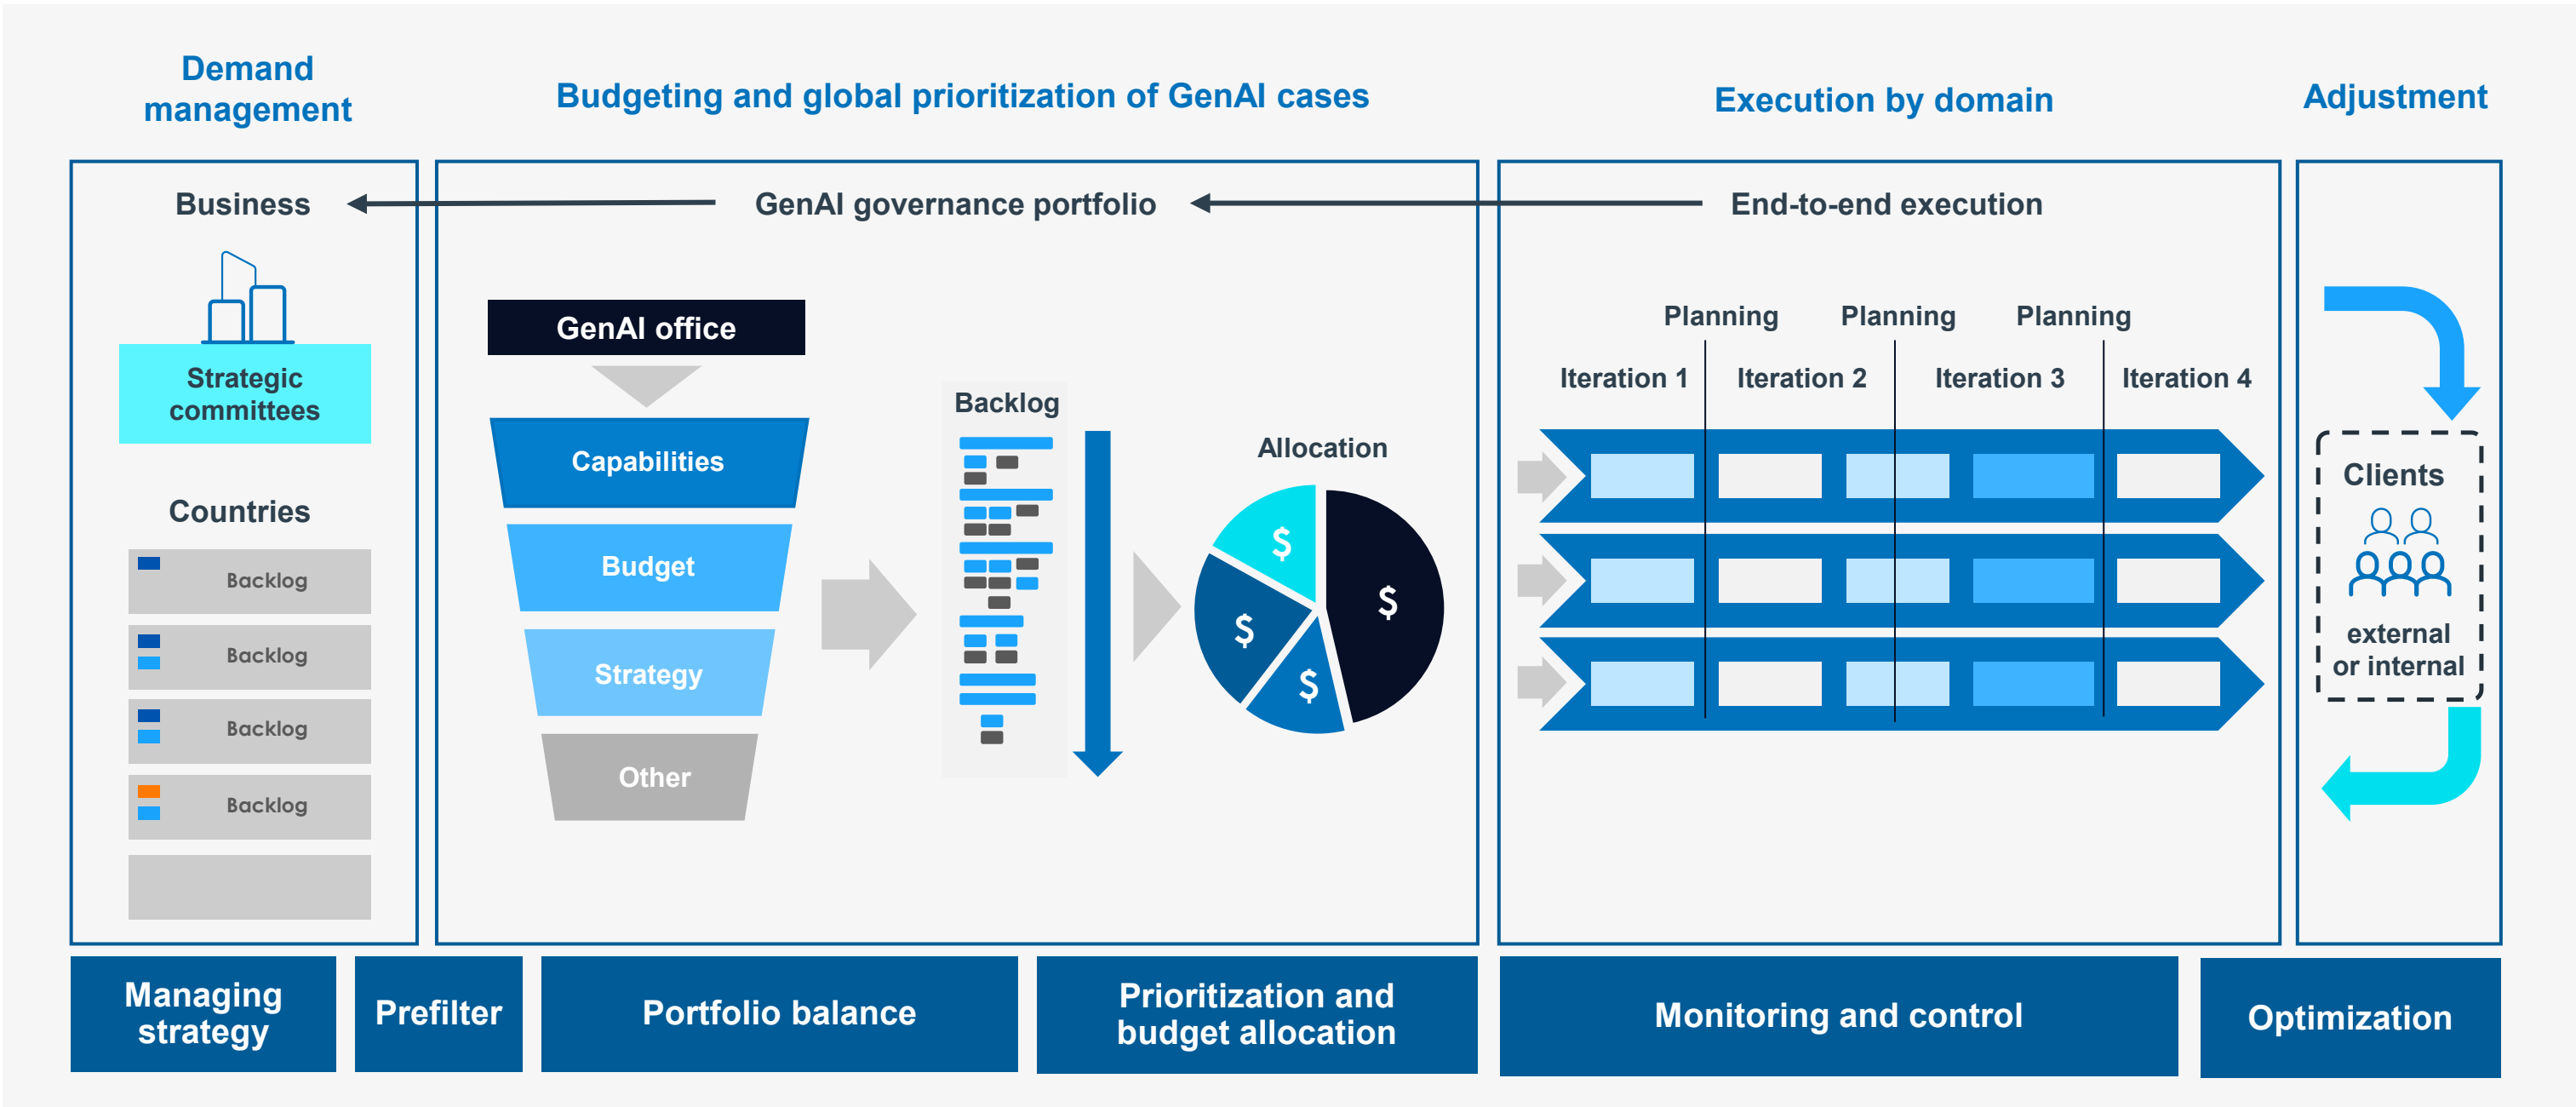 Demand
management
Budgeting and global prioritization of GenAI cases
Execution by domain
Adjustment
Business
GenAI governance portfolio
End-to-end execution
Strategic
committees
Countries
Backlog
Backlog
Backlog
Backlog
GenAI office
Capabilities
Budget
Strategy
Other
Backlog
Allocation
$
$
$
$
Planning
Planning
Planning
Iteration 1
Iteration 2
Iteration 3
Iteration 4
Clients
external
or internal
Managing
strategy
Prefilter
Portfolio balance
Prioritization and
budget allocation
Monitoring and control
Optimization